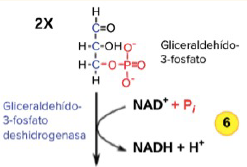 2X
H
C=O
H-C-OH O⁻
H-C-O-P=O
H O⁻
Gliceraldehído-
3-fosfato
Gliceraldehído-
3-fosfato
deshidrogenasa
NAD⁺ + Pi
6
NADH + H⁺